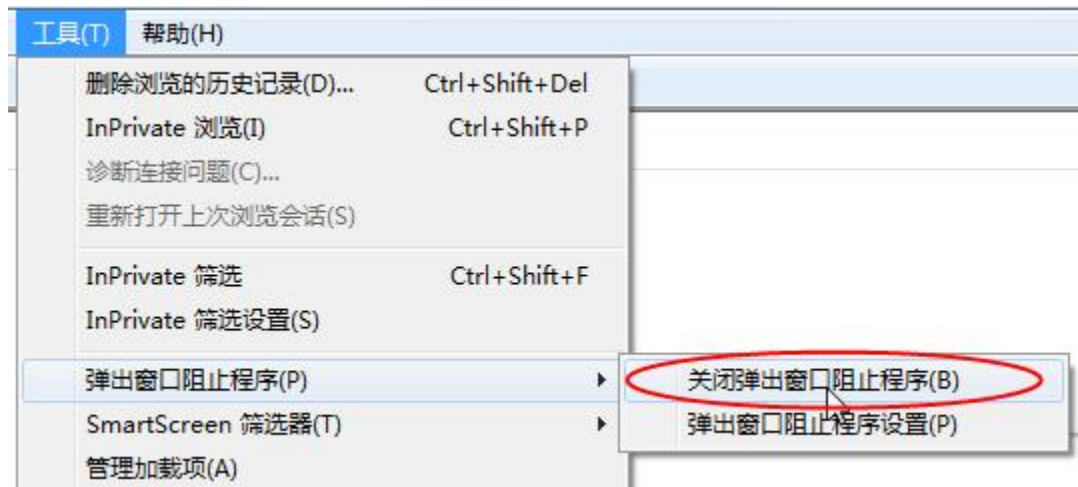 工具(T) 帮助(H)
删除浏览的历史记录(D)... Ctrl+Shift+Del
InPrivate 浏览(I) Ctrl+Shift+P
诊断连接问题(C)...
重新打开上次浏览会话(S)
InPrivate 筛选 Ctrl+Shift+F
InPrivate 筛选设置(S)
弹出窗口阻止程序(P) 关闭弹出窗口阻止程序(B)
SmartScreen 筛选器(T) 弹出窗口阻止程序设置(P)
管理加载项(A)